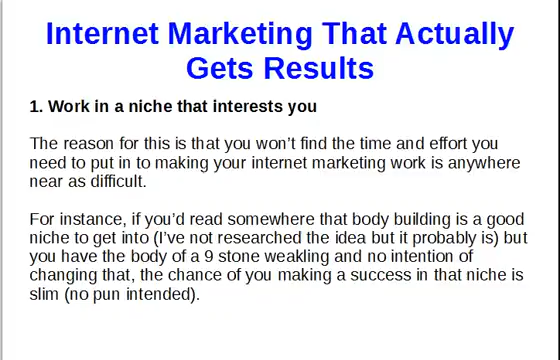 Internet Marketing That Actually
Gets Results
1. Work in a niche that interests you
The reason for this is that you won't find the time and effort you
need to put in to making your internet marketing work is anywhere
near as difficult.
For instance, if you'd read somewhere that body building is a good
niche to get into (I've not researched the idea but it probably is) but
you have the body of a 9 stone weakling and no intention of
changing that, the chance of you making a success in that niche is
slim (no pun intended).